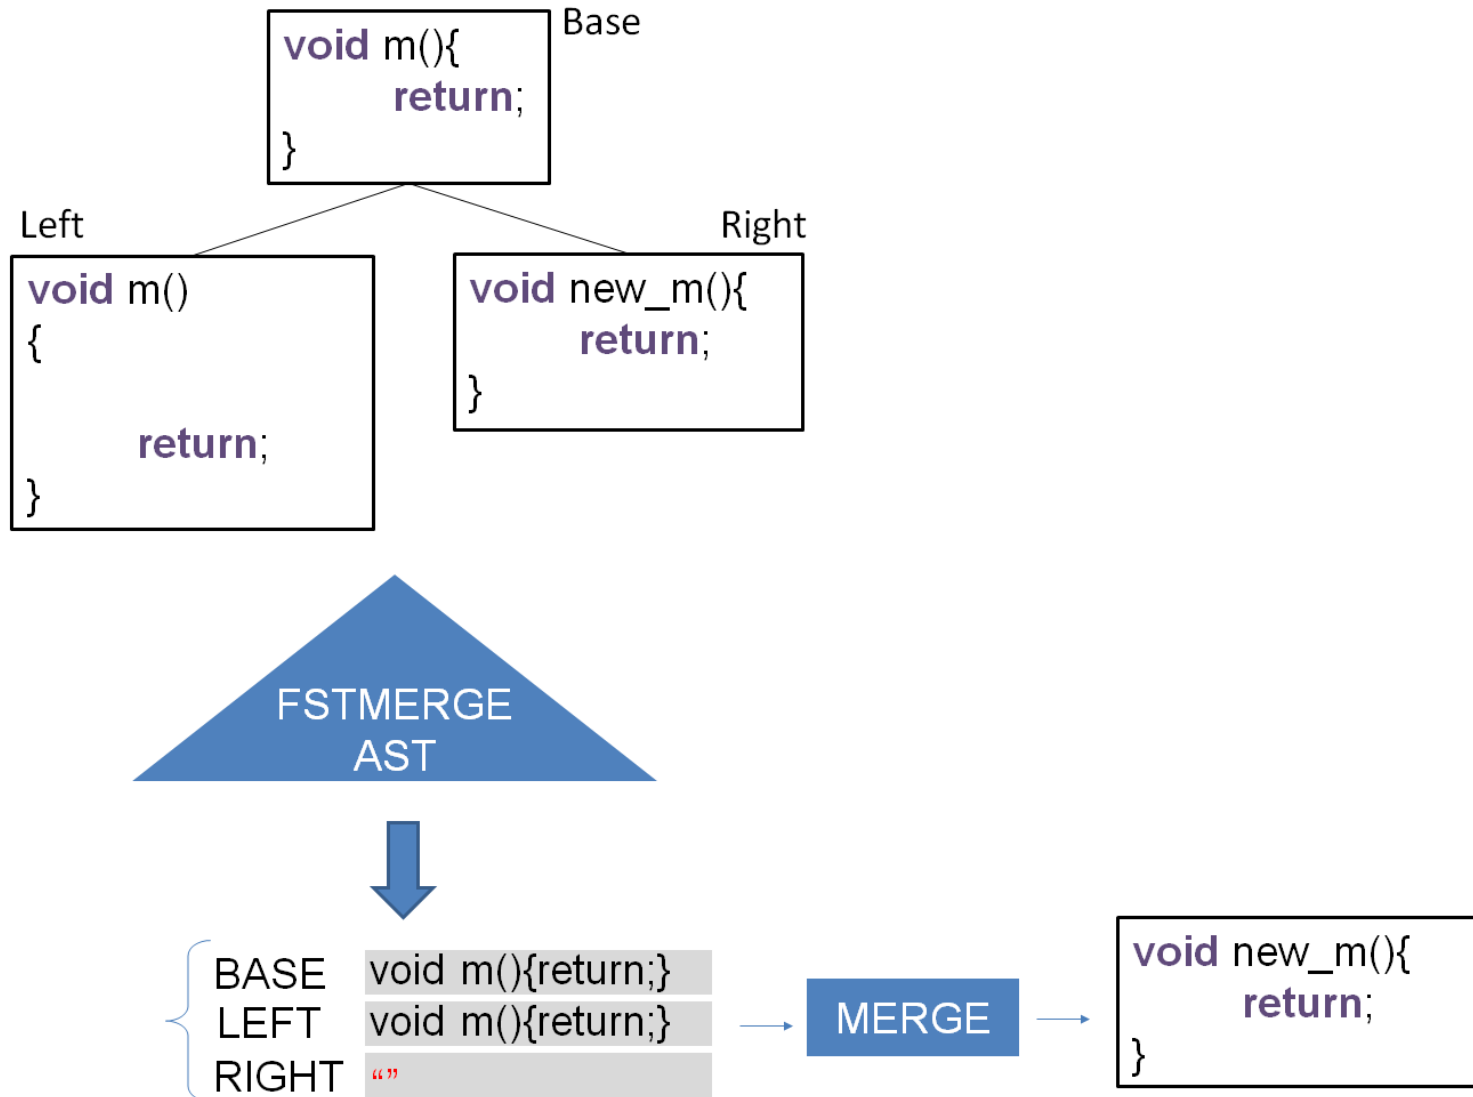 Base
void m(){
return;
}
Left
void m()
{
return;
}
Right
void new_m(){
return;
}
FSTMERGE
AST
BASE void m(){return;}
LEFT void m(){return;}
RIGHT “”
MERGE
void new_m(){
return;
}